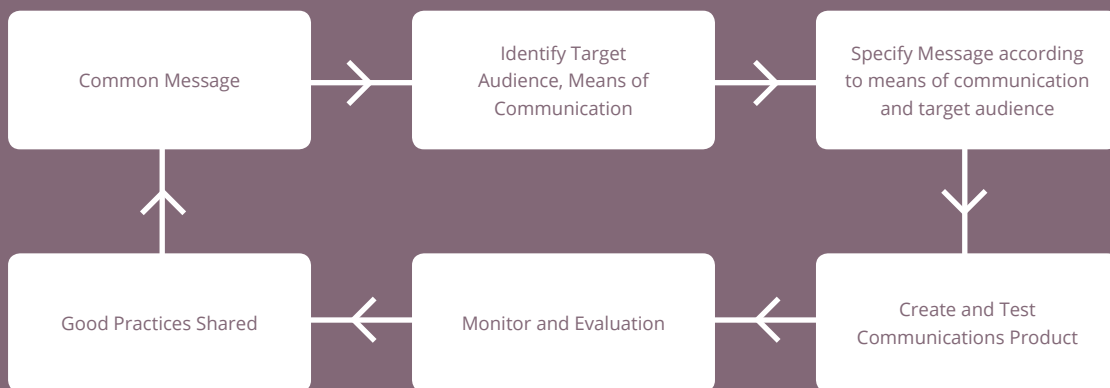 Common Message
Identify Target
Audience, Means of
Communication
Specify Message according
to means of communication
and target audience
Good Practices Shared
Monitor and Evaluation
Create and Test
Communications Product